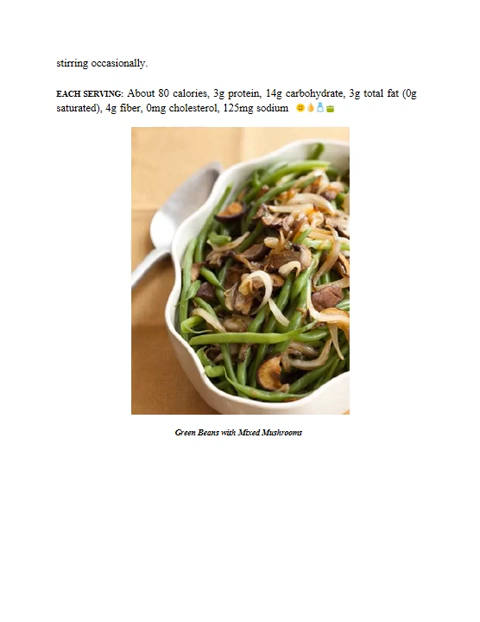 stirring occasionally.
EACH SERVING: About 80 calories, 3g protein, 14g carbohydrate, 3g total fat (0g
saturated), 4g fiber, 0mg cholesterol, 125mg sodium
Green Beans with Mixed Mushrooms